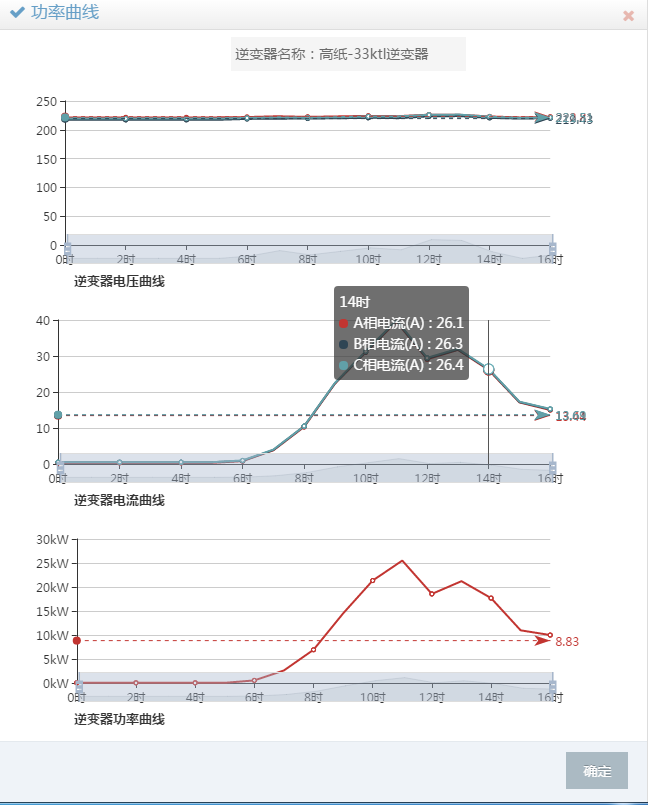 功率曲线
逆变器名称：高纸-33ktl逆变器
250
200
150
100
50
0
219.43
0时 2时 4时 6时 8时 10时 12时 14时 16时
逆变器电压曲线
14时
A相电流(A) : 26.1
B相电流(A) : 26.3
C相电流(A) : 26.4
40
30
20
10
0
0时 2时 4时 6时 8时 10时 12时 14时 16时
逆变器电流曲线
30kW
25kW
20kW
15kW
10kW
5kW
0kW
8.83
0时 2时 4时 6时 8时 10时 12时 14时 16时
逆变器功率曲线
确定